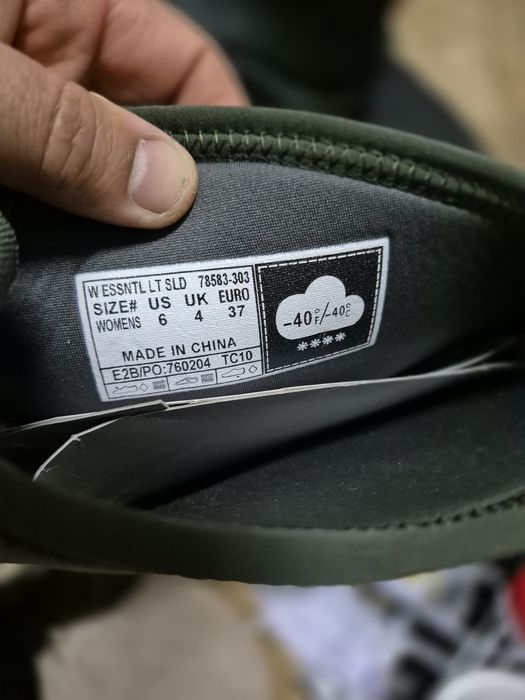 W ESSNTL LT SLD 78583-303
SIZE# US UK EURO
WOMENS 6 4 37
MADE IN CHINA
E2B/PO:760204 TC10
-40°F/-40°C